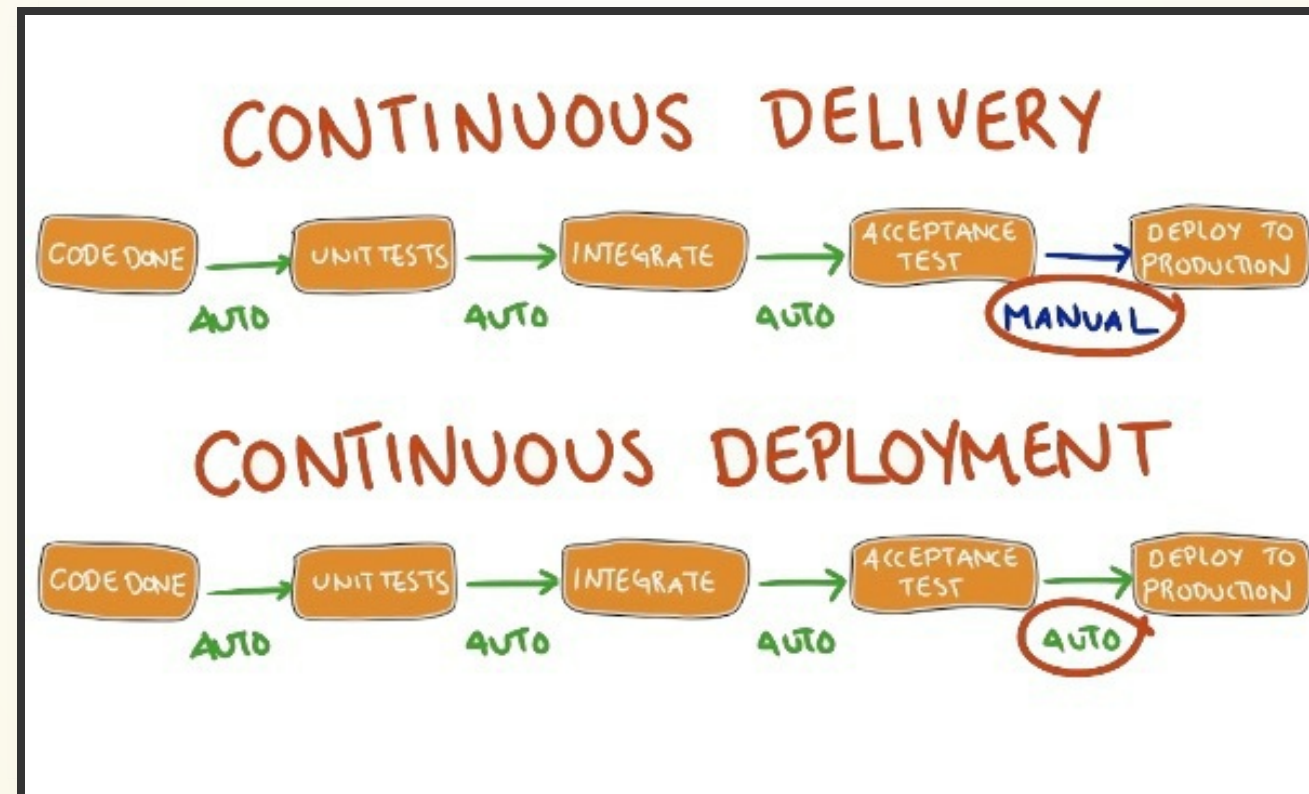 CONTINUOUS DELIVERY
CODE DONE
UNIT TESTS
INTEGRATE
ACCEPTANCE
TEST
DEPLOY TO
PRODUCTION
AUTO
AUTO
AUTO
MANUAL
CONTINUOUS DEPLOYMENT
CODE DONE
UNIT TESTS
INTEGRATE
ACCEPTANCE
TEST
DEPLOY TO
PRODUCTION
AUTO
AUTO
AUTO
AUTO